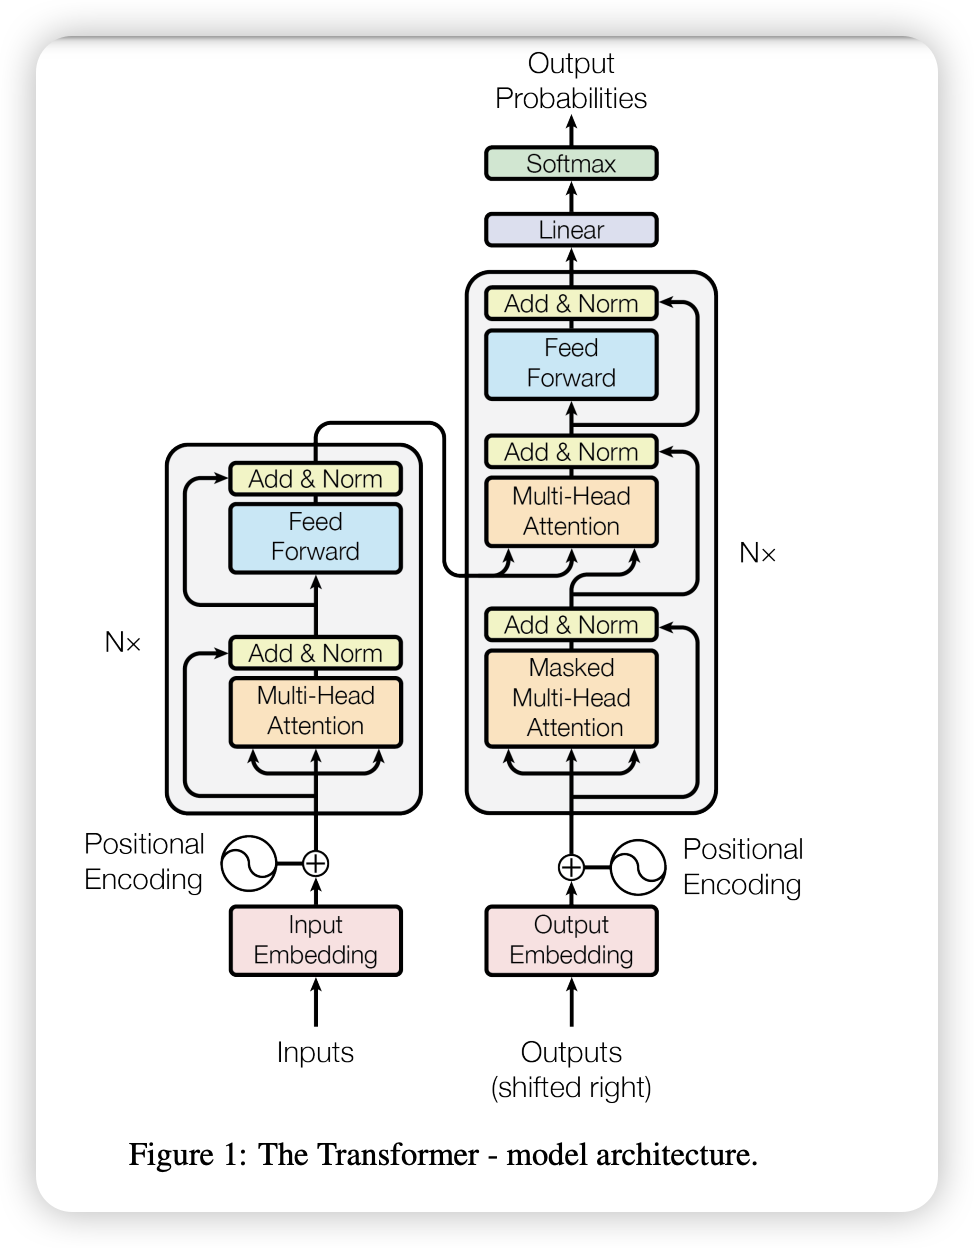 Output
Probabilities
Softmax
Linear
Add & Norm
Feed
Forward
Add & Norm
Multi-Head
Attention
Add & Norm
Masked
Multi-Head
Attention
Nx
Add & Norm
Feed
Forward
Add & Norm
Multi-Head
Attention
Nx
Positional
Encoding
Positional
Encoding
Input
Embedding
Output
Embedding
Inputs
Outputs
(shifted right)
Figure 1: The Transformer - model architecture.